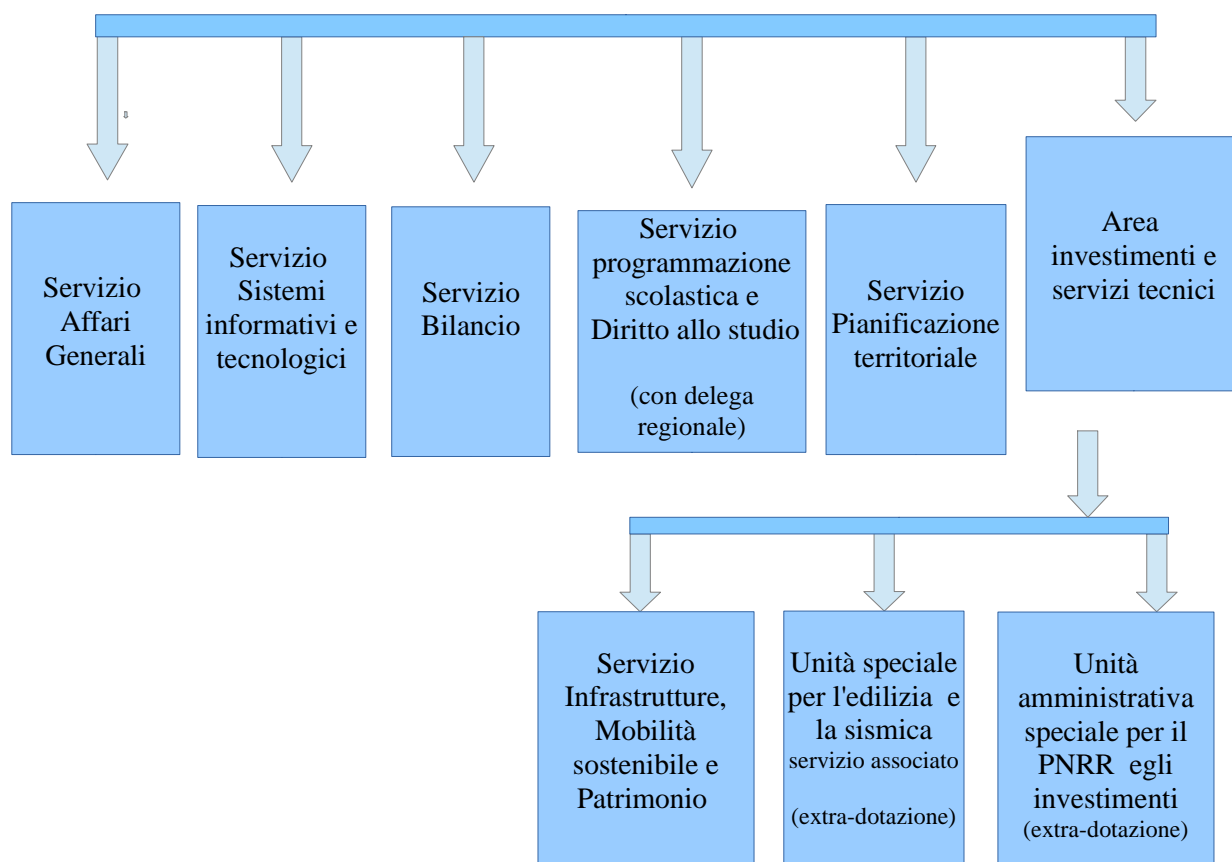 Servizio
Affari
Generali
Servizio
Sistemi
informativi e
tecnologici
Servizio
Bilancio
Servizio
programmazione
scolastica e
Diritto allo studio
(con delega
regionale)
Servizio
Pianificazione
territoriale
Area
investimenti e
servizi tecnici
Servizio
Infrastrutture,
Mobilità
sostenibile e
Patrimonio
Unità speciale
per l'edilizia e
la sismica
servizio associato
(extra-dotazione)
Unità
amministrativa
speciale per il
PNRR egli
investimenti
(extra-dotazione)